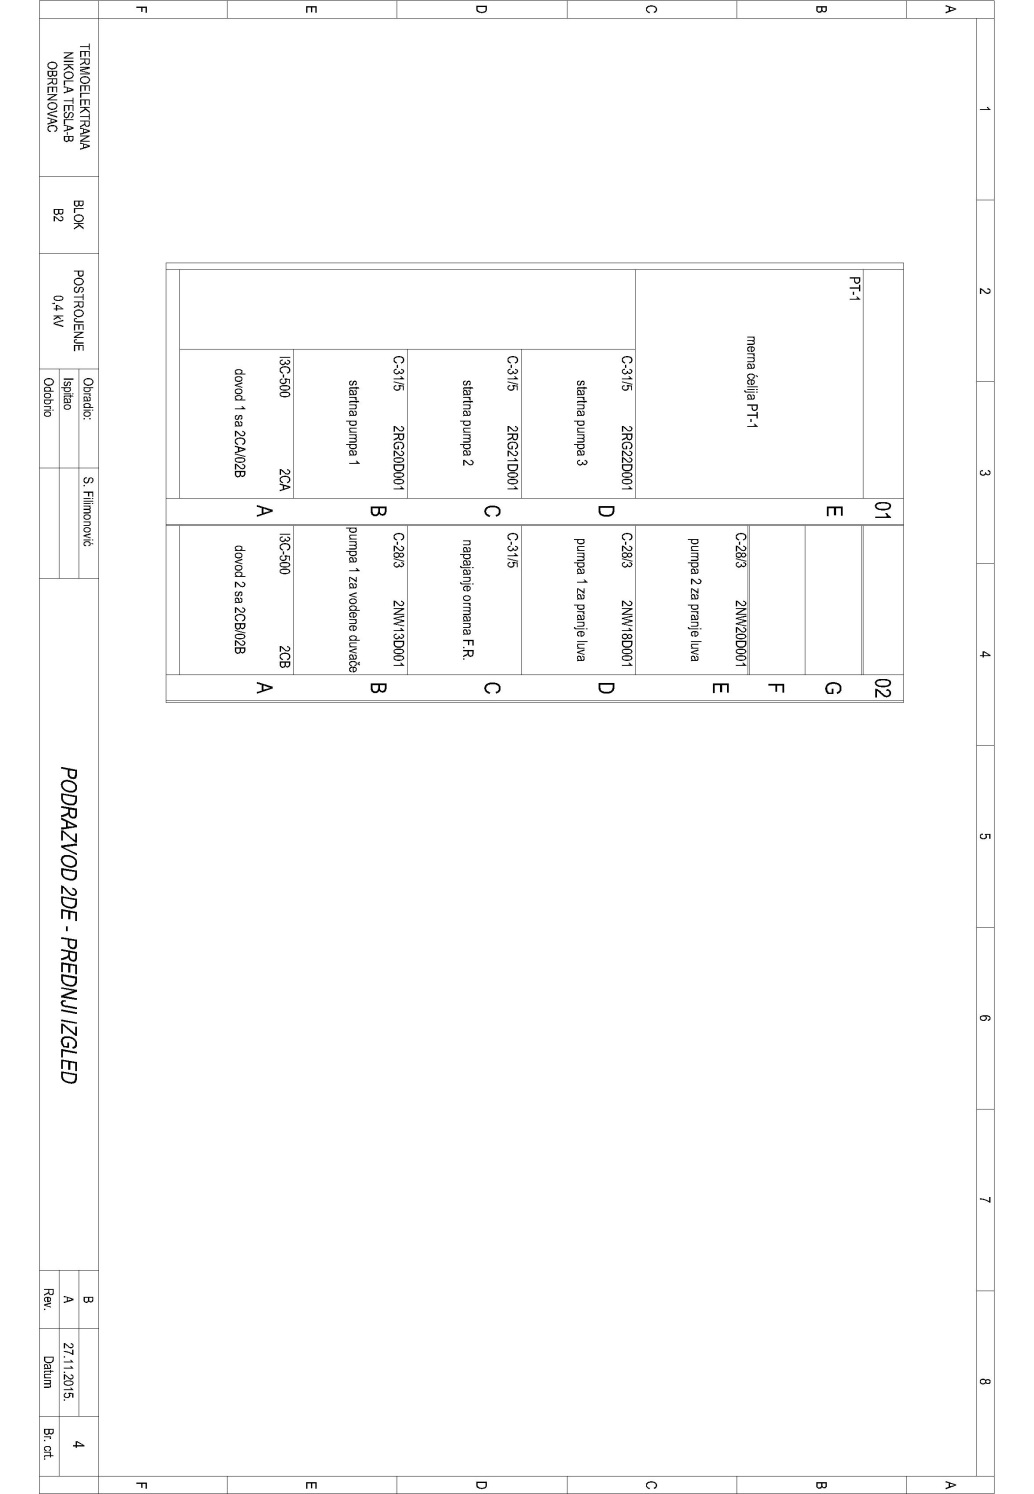 1
2
3
4
5
6
7
8
A
B
C
D
E
F
A
B
C
D
E
F
01
PT-1
merna ćelija PT-1
E
C-31/5 2RG22D001
startna pumpa 3
D
C-31/5 2RG21D001
startna pumpa 2
C
C-31/5 2RG20D001
startna pumpa 1
B
I3C-500 2CA
dovod 1 sa 2CA/02B
A
02
G
F
C-28/3 2NW20D001
pumpa 2 za pranje luva
E
C-28/3 2NW18D001
pumpa 1 za pranje luva
D
C-31/5
napajanje ormana F.R.
C
C-28/3 2NW13D001
pumpa 1 za vodene duvače
B
I3C-500 2CB
dovod 2 sa 2CB/02B
A
TERMOELEKTRANA
NIKOLA TESLA-B
OBRENOVAC
BLOK
B2
POSTROJENJE
0,4 kV
Obradio: S. Filimonović
Ispitao
Odobrio
PODRAZVOD 2DE - PREDNJI IZGLED
B
A 27.11.2015.
Rev. Datum
4
Br. crt.